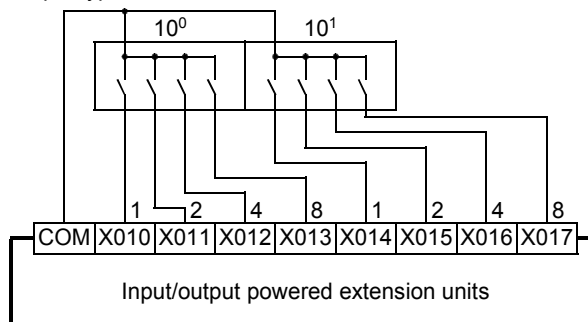 10⁰ 10¹
1 2 4 8 1 2 4 8
COM X010 X011 X012 X013 X014 X015 X016 X017
Input/output powered extension units